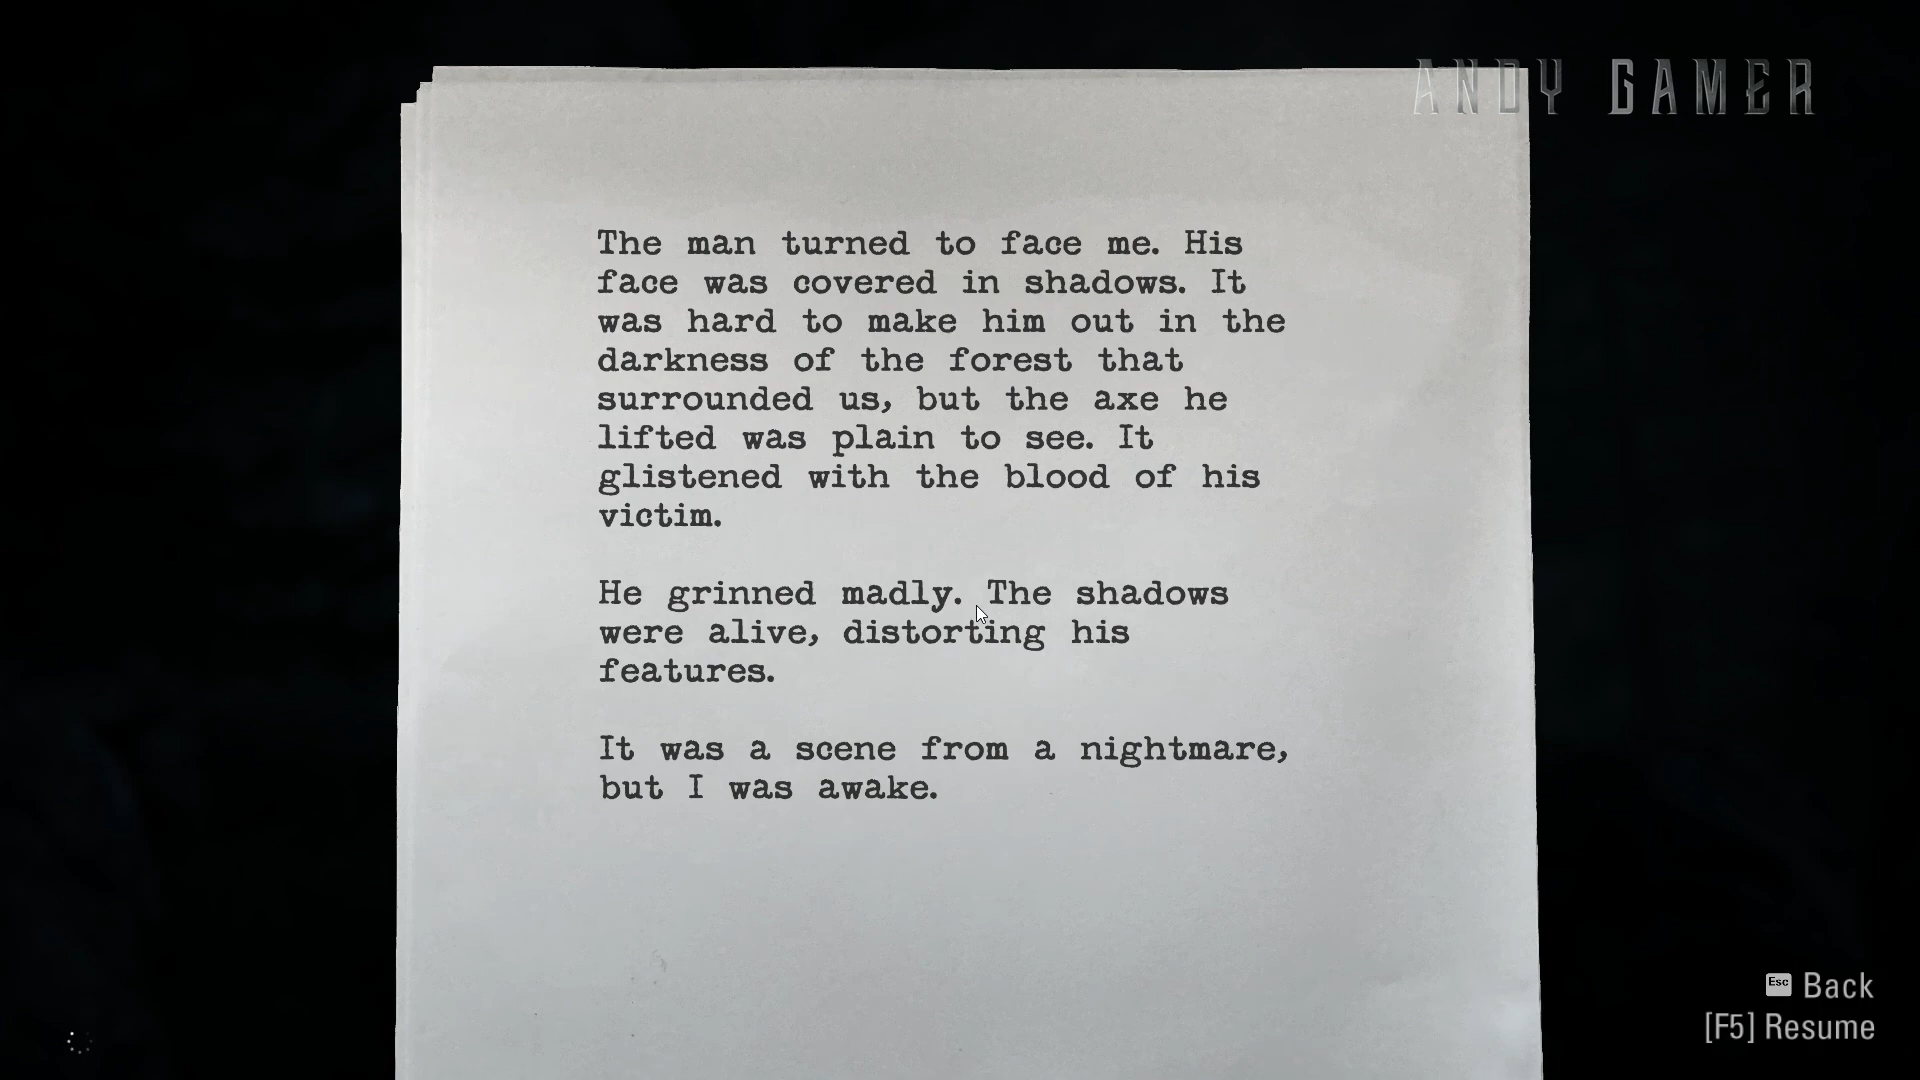 ANDY GAMER
The man turned to face me. His
face was covered in shadows. It
was hard to make him out in the
darkness of the forest that
surrounded us, but the axe he
lifted was plain to see. It
glistened with the blood of his
victim.
He grinned madly. The shadows
were alive, distorting his
features.
It was a scene from a nightmare,
but I was awake.
Esc Back
[F5] Resume